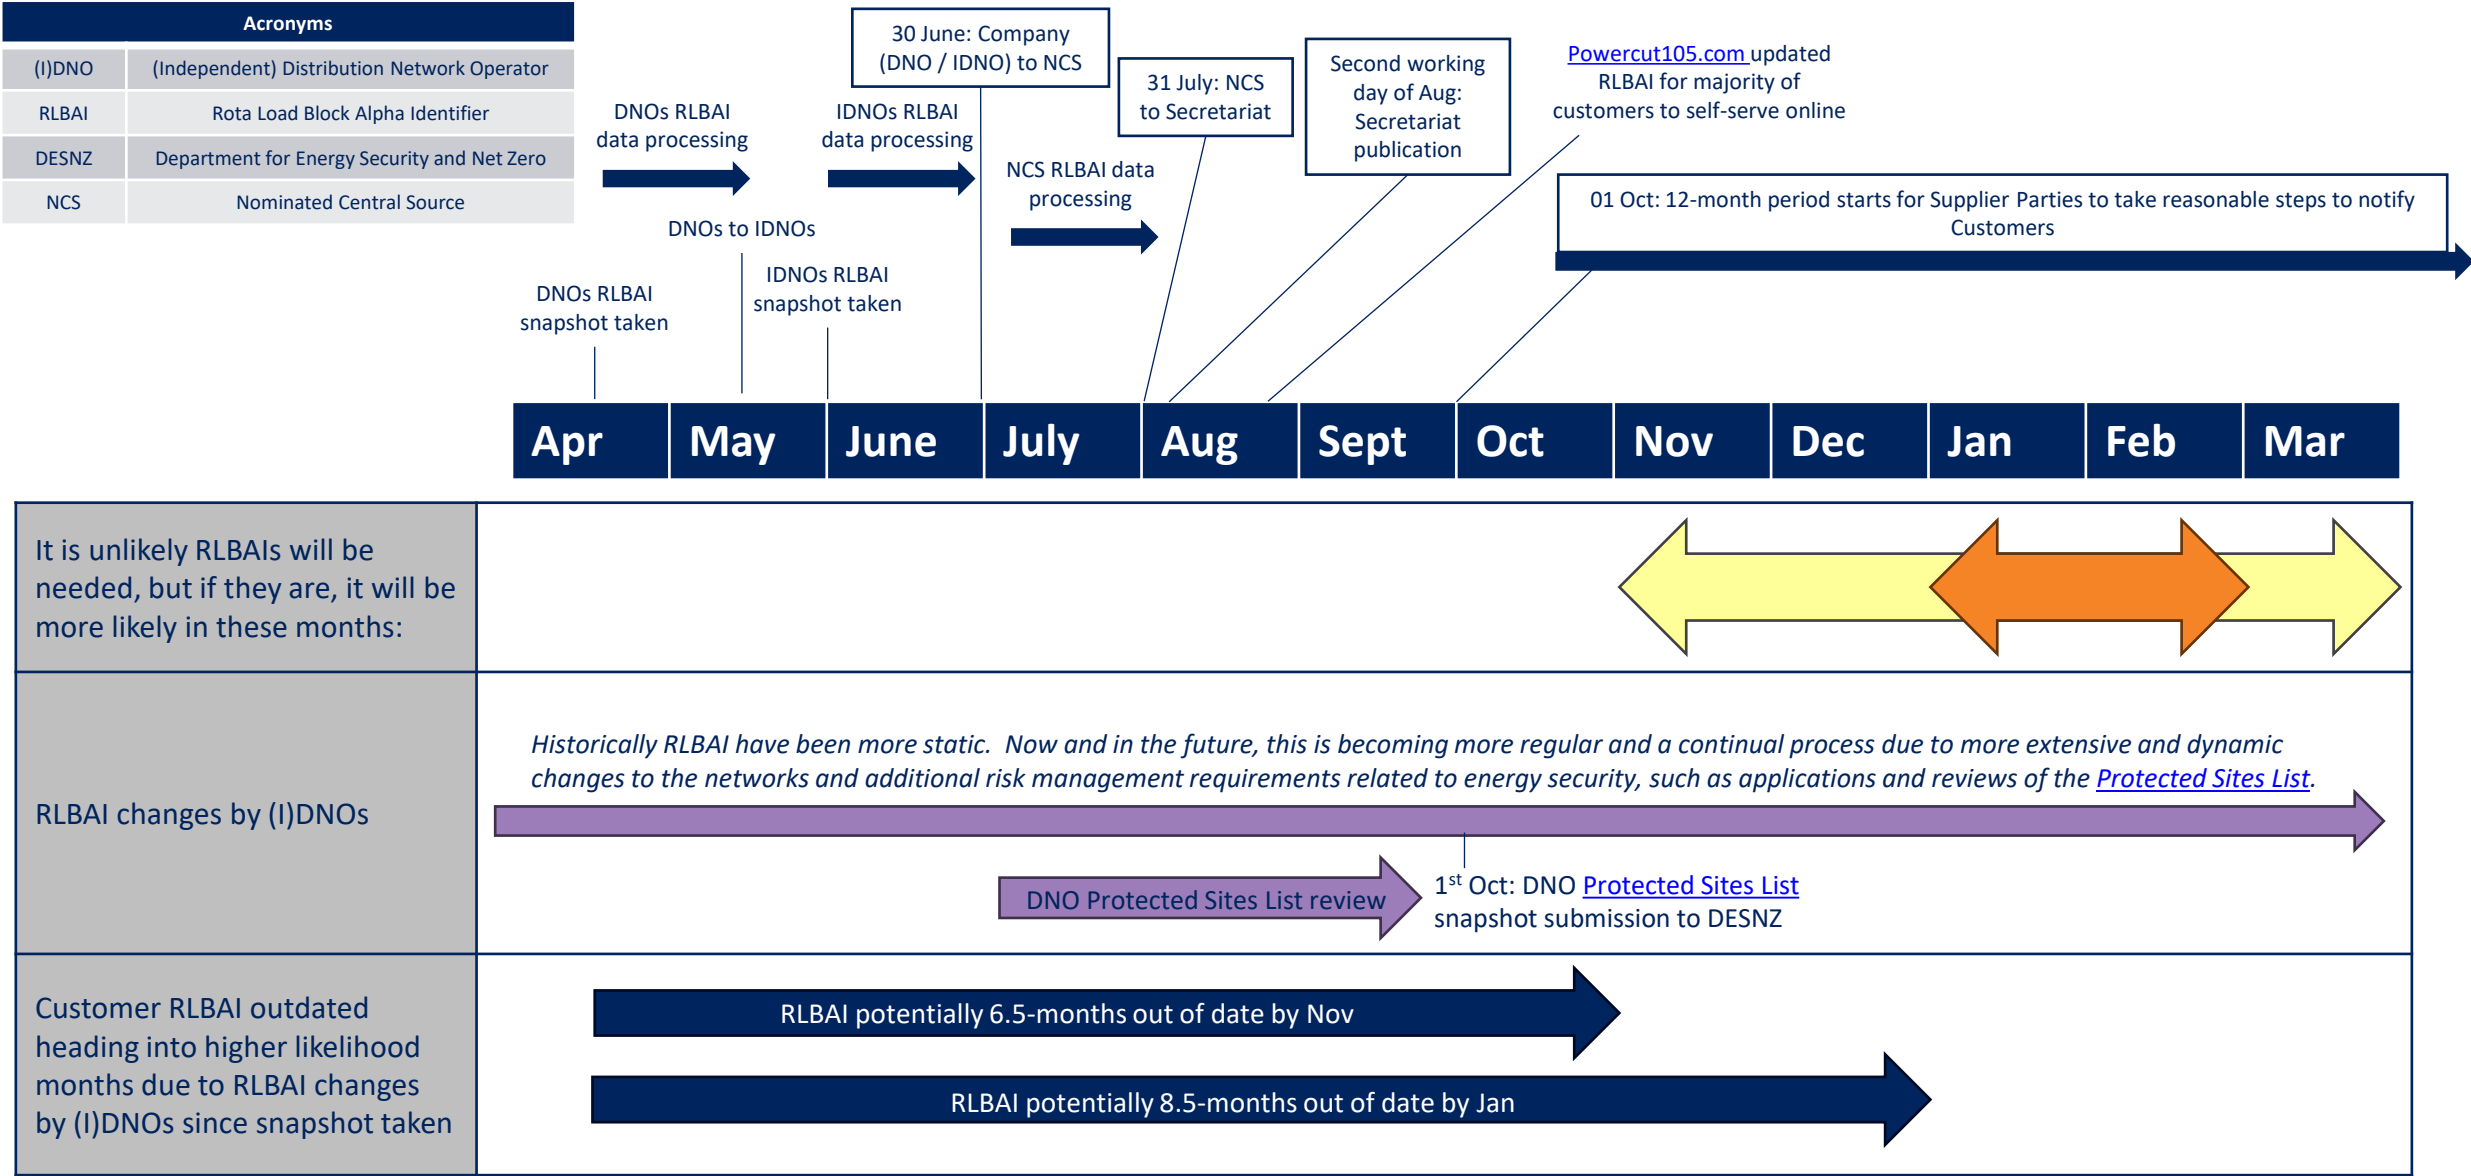 Acronyms
(I)DNO (Independent) Distribution Network Operator
RLBAI Rota Load Block Alpha Identifier
DESNZ Department for Energy Security and Net Zero
NCS Nominated Central Source
DNOs RLBAI
snapshot taken
DNOs RLBAI
data processing
DNOs to IDNOs
IDNOs RLBAI
snapshot taken
IDNOs RLBAI
data processing
30 June: Company
(DNO / IDNO) to NCS
NCS RLBAI data
processing
31 July: NCS
to Secretariat
Second working
day of Aug:
Secretariat
publication
Powercut105.com updated
RLBAI for majority of
customers to self-serve online
01 Oct: 12-month period starts for Supplier Parties to take reasonable steps to notify
Customers
Apr May June July Aug Sept Oct Nov Dec Jan Feb Mar
It is unlikely RLBAIs will be
needed, but if they are, it will be
more likely in these months:
RLBAI changes by (I)DNOs
Historically RLBAI have been more static. Now and in the future, this is becoming more regular and a continual process due to more extensive and dynamic
changes to the networks and additional risk management requirements related to energy security, such as applications and reviews of the Protected Sites List.
DNO Protected Sites List review
1st Oct: DNO Protected Sites List
snapshot submission to DESNZ
Customer RLBAI outdated
heading into higher likelihood
months due to RLBAI changes
by (I)DNOs since snapshot taken
RLBAI potentially 6.5-months out of date by Nov
RLBAI potentially 8.5-months out of date by Jan